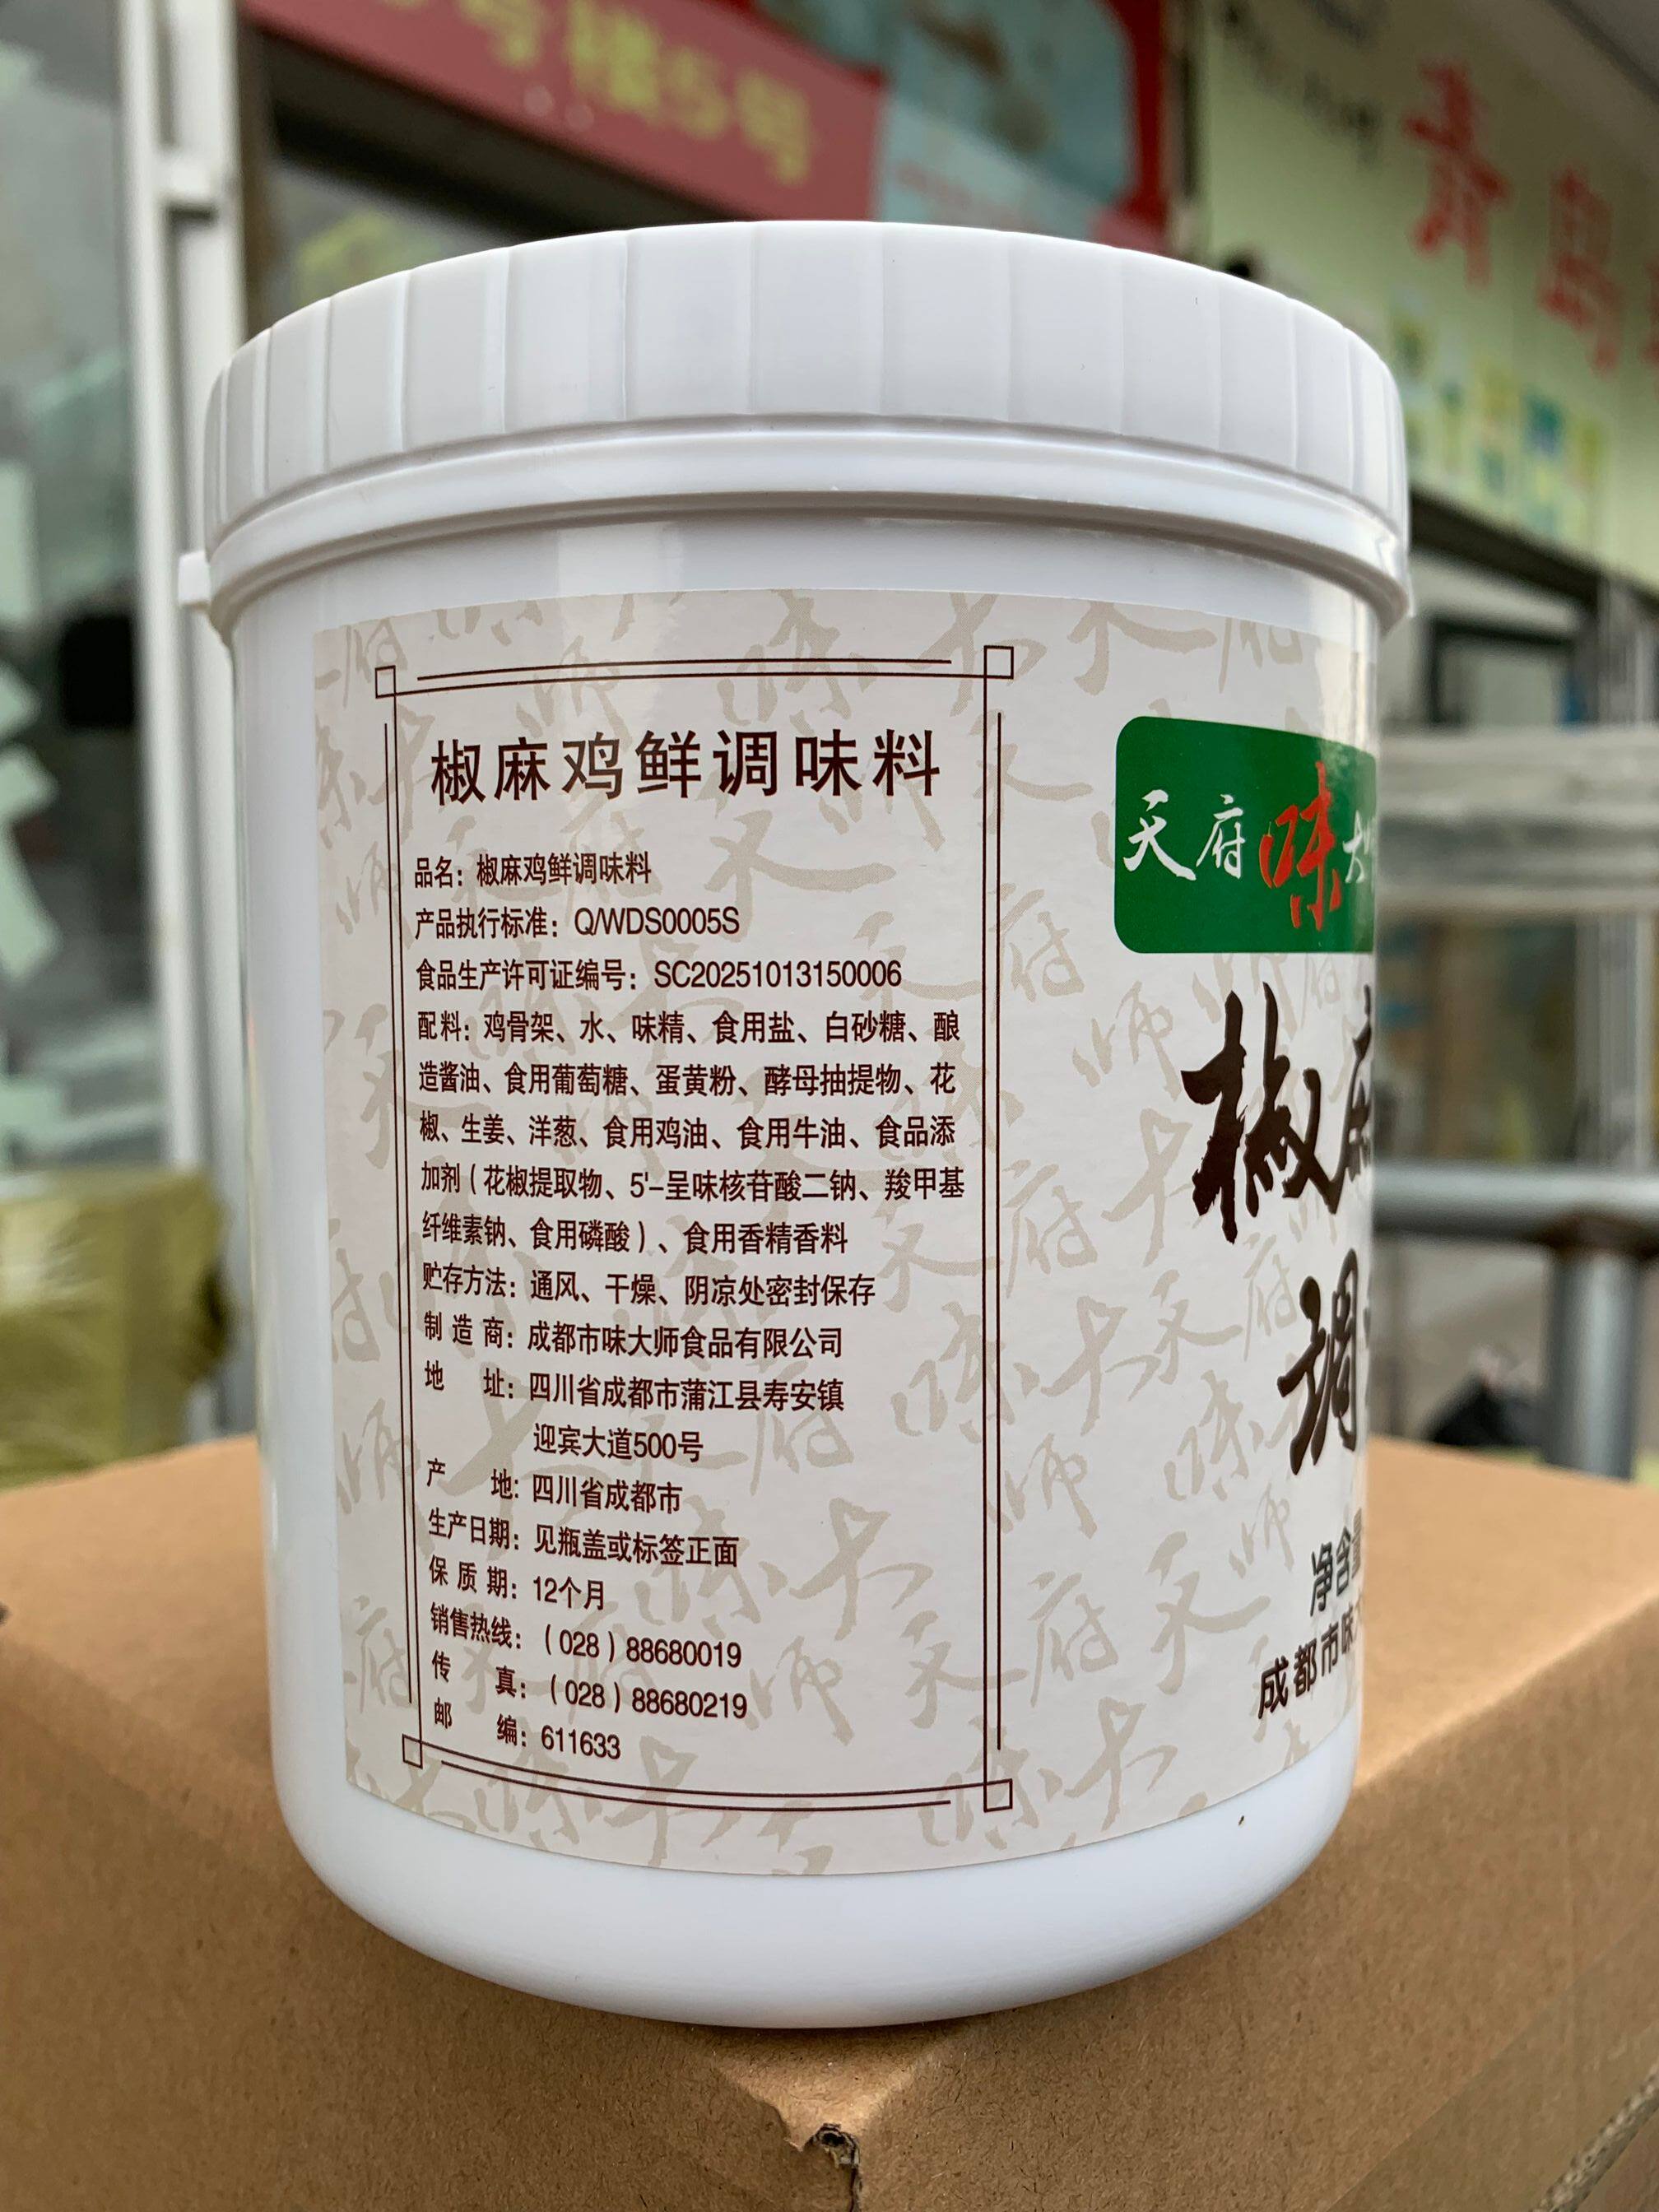 号楼5号
青
椒麻鸡鲜调味料
品名：椒麻鸡鲜调味料
产品执行标准：Q/WDS0005S
食品生产许可证编号：SC20251013150006
配料：鸡骨架、水、味精、食用盐、白砂糖、酿
造酱油、食用葡萄糖、蛋黄粉、酵母抽提物、花
椒、生姜、洋葱、食用鸡油、食用牛油、食品添
加剂（花椒提取物、5'-呈味核苷酸二钠、羧甲基
纤维素钠、食用磷酸）、食用香精香料
贮存方法：通风、干燥、阴凉处密封保存
制造商：成都市味大师食品有限公司
地址：四川省成都市蒲江县寿安镇
迎宾大道500号
产地：四川省成都市
生产日期：见瓶盖或标签正面
保质期：12个月
销售热线：（028）88680019
传真：（028）88680219
邮编：611633
天府味大
椒麻
调
净含量
成都市味